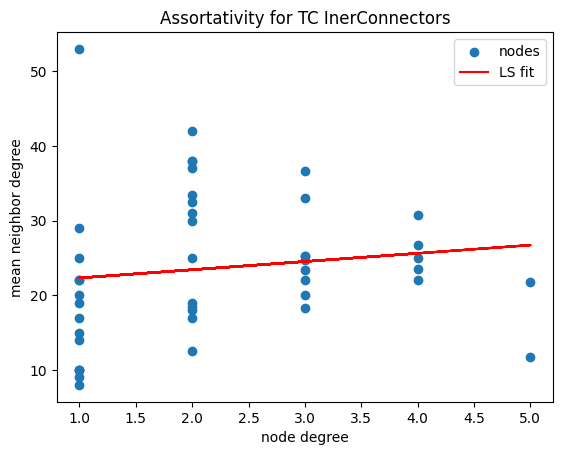 Assortativity for TC InerConnectors
nodes
LS fit
mean neighbor degree
50
40
30
20
10
1.0 1.5 2.0 2.5 3.0 3.5 4.0 4.5 5.0
node degree